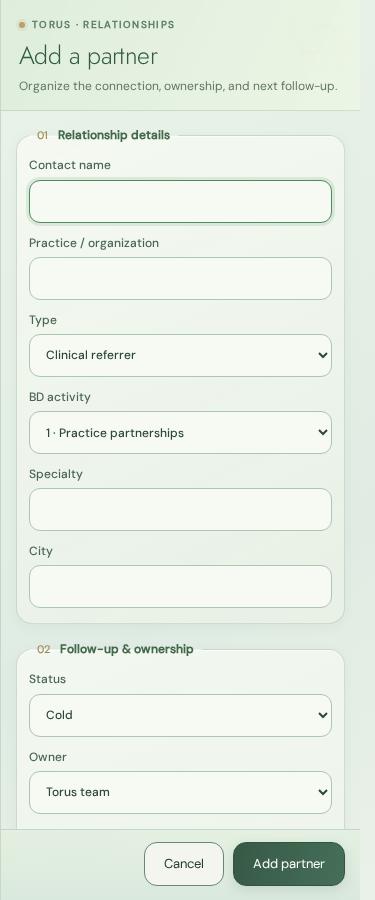 TORUS · RELATIONSHIPS
Add a partner
Organize the connection, ownership, and next follow-up.
01 Relationship details
Contact name
Practice / organization
Type
Clinical referrer
BD activity
1 · Practice partnerships
Specialty
City
02 Follow-up & ownership
Status
Cold
Owner
Torus team
Cancel Add partner